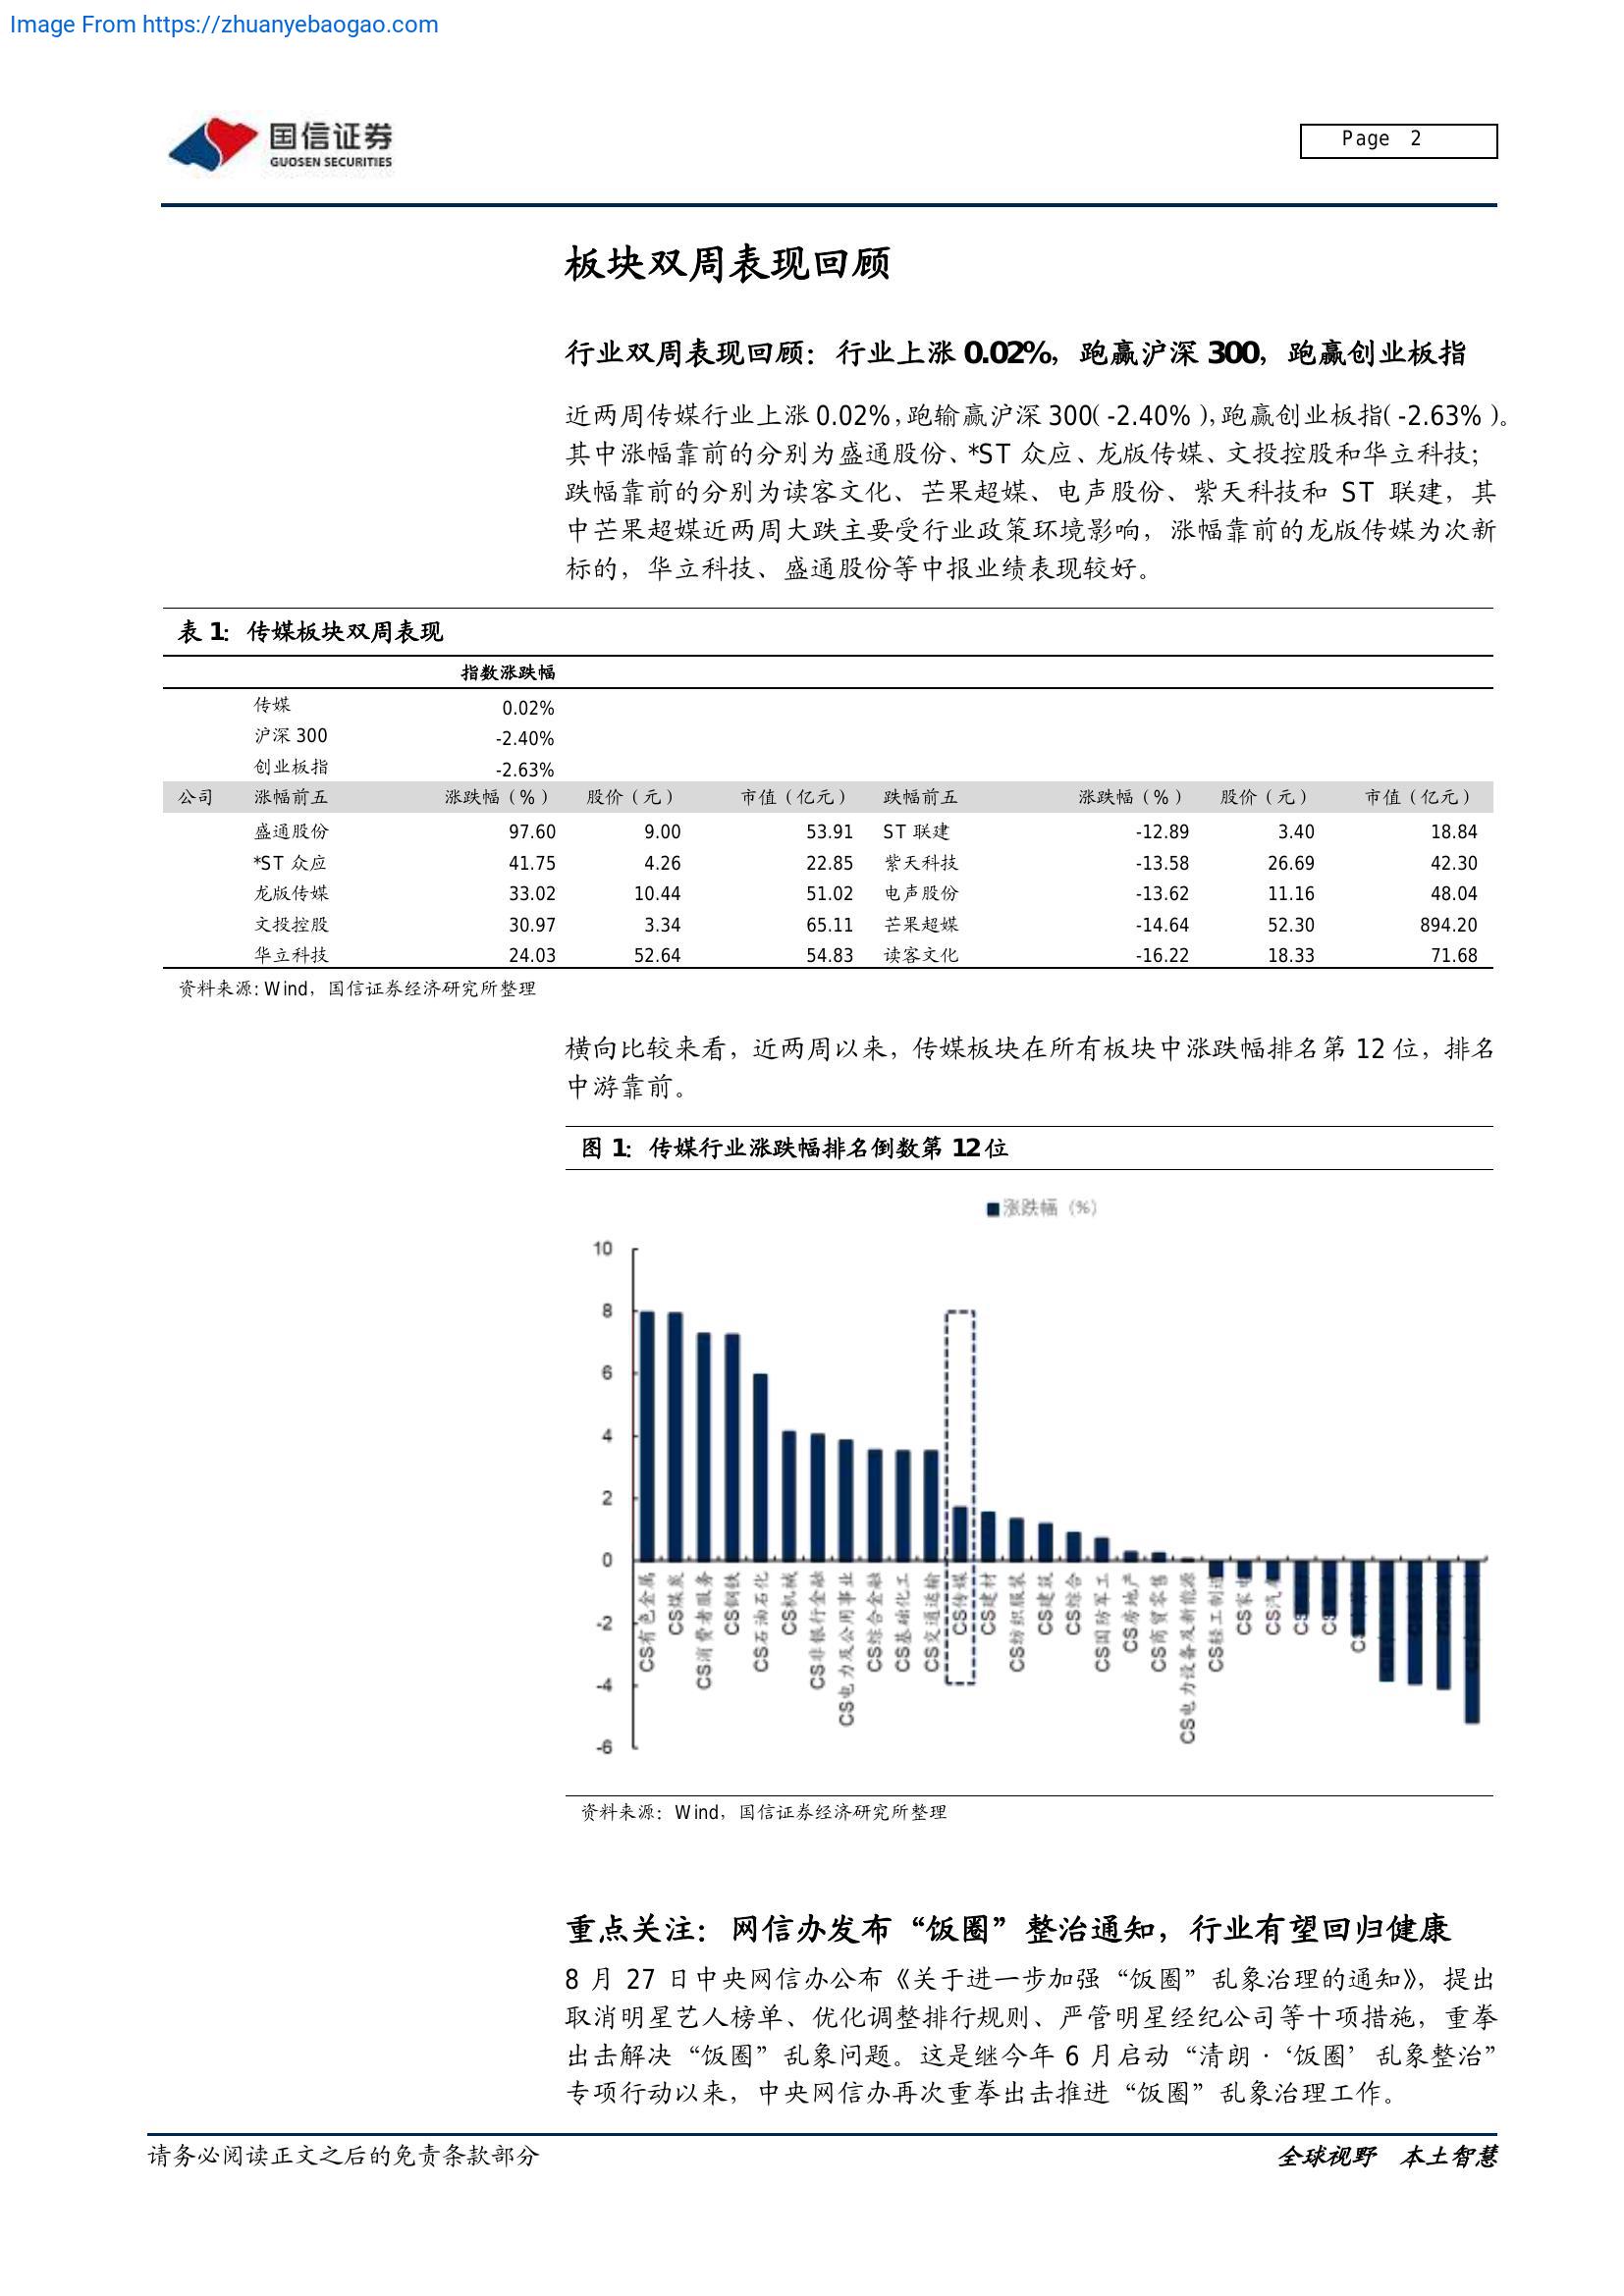 Image From https://zhuanyebaogao.com
国信证券
GUOSEN SECURITIES
Page 2
板块双周表现回顾
行业双周表现回顾：行业上涨 0.02%，跑赢沪深 300，跑赢创业板指
近两周传媒行业上涨 0.02%，跑输赢沪深 300（-2.40%），跑赢创业板指（-2.63%）。
其中涨幅靠前的分别为盛通股份、*ST 众应、龙版传媒、文投控股和华立科技；
跌幅靠前的分别为读客文化、芒果超媒、电声股份、紫天科技和 ST 联建，其
中芒果超媒近两周大跌主要受行业政策环境影响，涨幅靠前的龙版传媒为次新
标的，华立科技、盛通股份等中报业绩表现较好。
表 1：传媒板块双周表现
指数涨跌幅
传媒 0.02%
沪深 300 -2.40%
创业板指 -2.63%
公司 涨幅前五 涨跌幅（%） 股价（元） 市值（亿元） 跌幅前五 涨跌幅（%） 股价（元） 市值（亿元）
盛通股份 97.60 9.00 53.91 ST 联建 -12.89 3.40 18.84
*ST 众应 41.75 4.26 22.85 紫天科技 -13.58 26.69 42.30
龙版传媒 33.02 10.44 51.02 电声股份 -13.62 11.16 48.04
文投控股 30.97 3.34 65.11 芒果超媒 -14.64 52.30 894.20
华立科技 24.03 52.64 54.83 读客文化 -16.22 18.33 71.68
资料来源: Wind，国信证券经济研究所整理
横向比较来看，近两周以来，传媒板块在所有板块中涨跌幅排名第 12 位，排名
中游靠前。
图 1：传媒行业涨跌幅排名倒数第 12 位
涨跌幅（%）
10
8
6
4
2
0
-2
-4
-6
CS有色金属
CS煤炭
CS消费者服务
CS钢铁
CS石油石化
CS机械
CS非银行金融
CS电力及公用事业
CS综合金融
CS基础化工
CS交通运输
CS传媒
CS建材
CS纺织服装
CS建筑
CS综合
CS国防军工
CS房地产
CS商贸零售
CS电力设备及新能源
CS轻工制造
CS家电
CS汽车
资料来源：Wind，国信证券经济研究所整理
重点关注：网信办发布“饭圈”整治通知，行业有望回归健康
8 月 27 日中央网信办公布《关于进一步加强“饭圈”乱象治理的通知》，提出
取消明星艺人榜单、优化调整排行规则、严管明星经纪公司等十项措施，重拳
出击解决“饭圈”乱象问题。这是继今年 6 月启动“清朗·‘饭圈’乱象整治”
专项行动以来，中央网信办再次重拳出击推进“饭圈”乱象治理工作。
请务必阅读正文之后的免责条款部分
全球视野 本土智慧